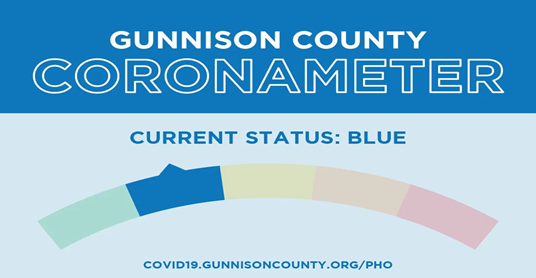 GUNNISON COUNTY
CORONAMETER
CURRENT STATUS: BLUE
COVID19.GUNNISONCOUNTY.ORG/PHO